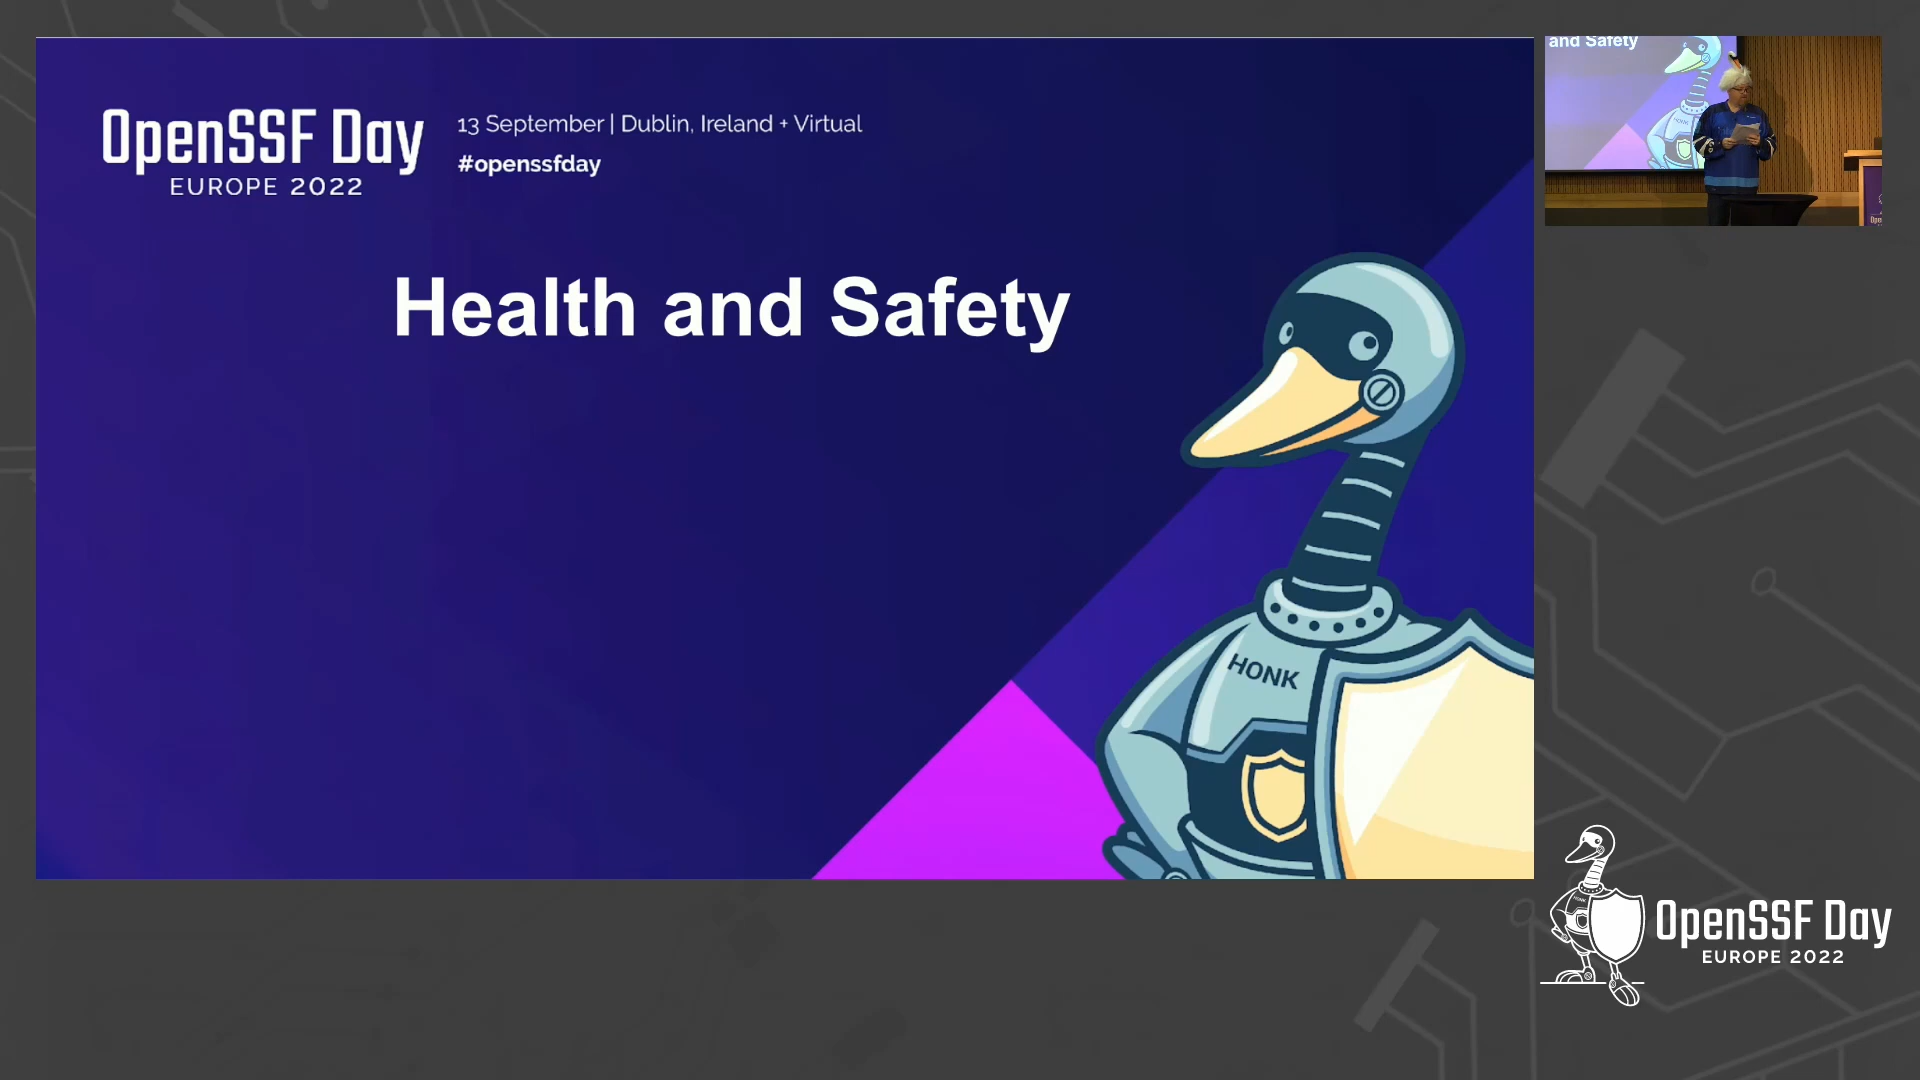 OpenSSF Day
EUROPE 2022
13 September | Dublin, Ireland + Virtual
#openssfday
Health and Safety
HONK
and Safety
OpenSSF Day
EUROPE 2022